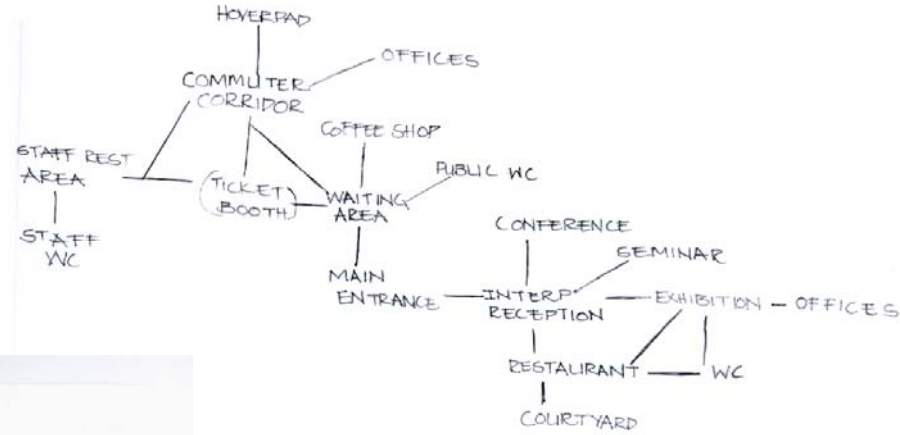 HOVERPAD
OFFICES
COMMUTER
CORRIDOR
COFFEE SHOP
STAFF REST
AREA
PUBLIC WC
(TICKET
BOOTH)
WAITING
AREA
STAFF
WC
CONFERENCE
SEMINAR
MAIN
ENTRANCE
INTERP'
RECEPTION
EXHIBITION - OFFICES
RESTAURANT
WC
COURTYARD